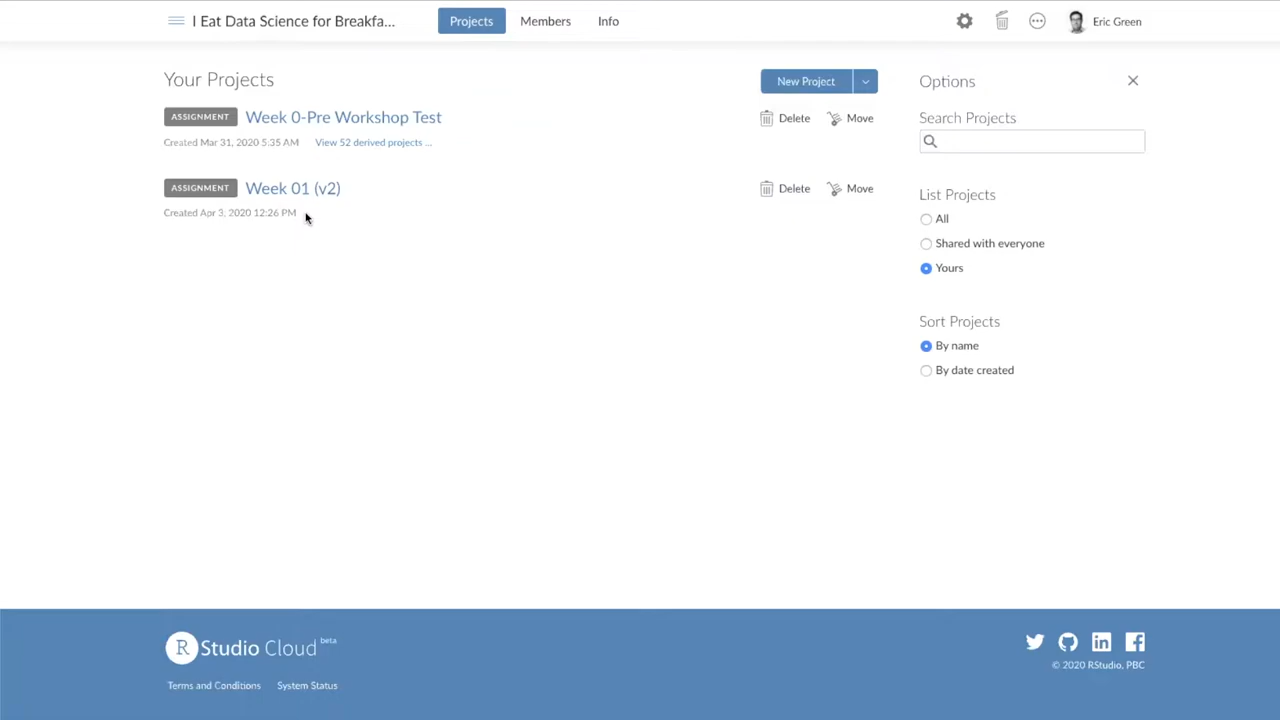 I Eat Data Science for Breakfa... Projects Members Info Eric Green
Your Projects New Project Options
ASSIGNMENT Week 0-Pre Workshop Test Delete Move Search Projects
Created Mar 31, 2020 5:35 AM View 52 derived projects ...
ASSIGNMENT Week 01 (v2) Delete Move List Projects
Created Apr 3, 2020 12:26 PM All
Shared with everyone
Yours
Sort Projects
By name
By date created
R Studio Cloud beta
© 2020 RStudio, PBC
Terms and Conditions System Status